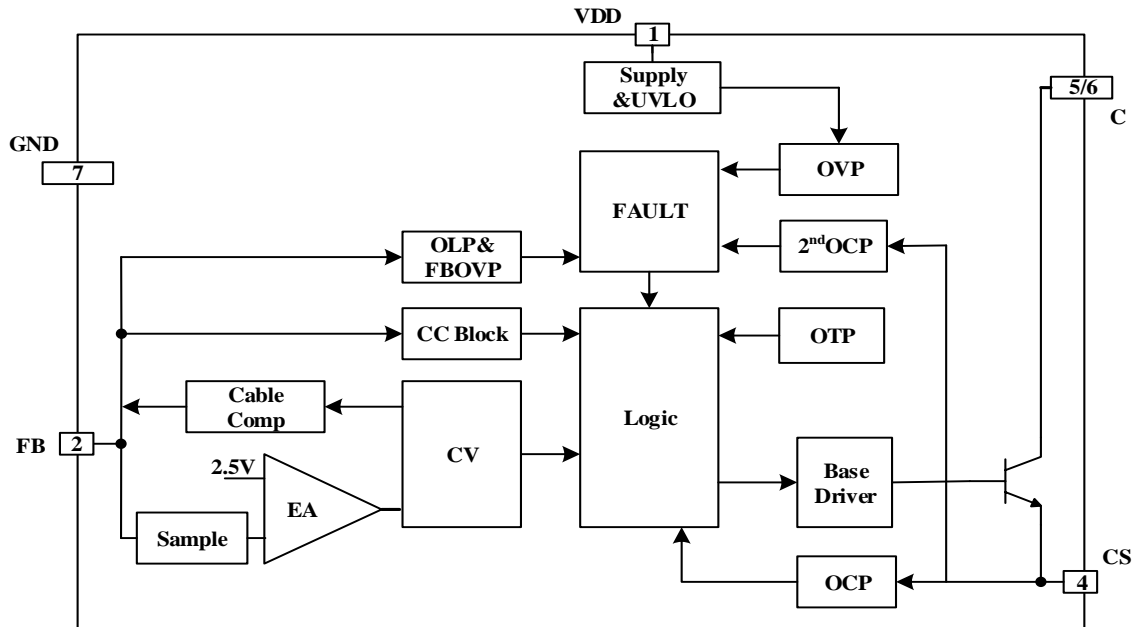 VDD
1
Supply
&UVLO
5/6
C
GND
7
OVP
FAULT
OLP&
FBOVP
2ndOCP
CC Block
OTP
Cable
Comp
Logic
FB
2
CV
2.5V
EA
Base
Driver
Sample
CS
OCP
4